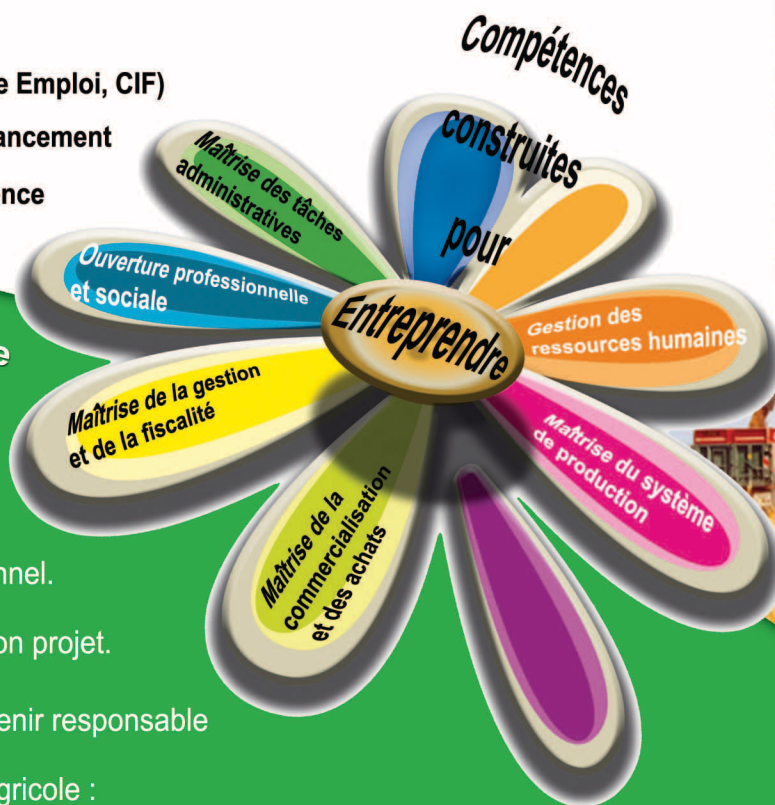 e Emploi, CIF)
ancement
ence
e
nnel.
on projet.
enir responsable
gricole :
Compétences
construites
pour
Entreprendre
Maîtrise des tâches
administratives
Ouverture professionnelle
et sociale
Maîtrise de la gestion
et de la fiscalité
Maîtrise de la
commercialisation
et des achats
Gestion des
ressources humaines
Maîtrise du système
de production